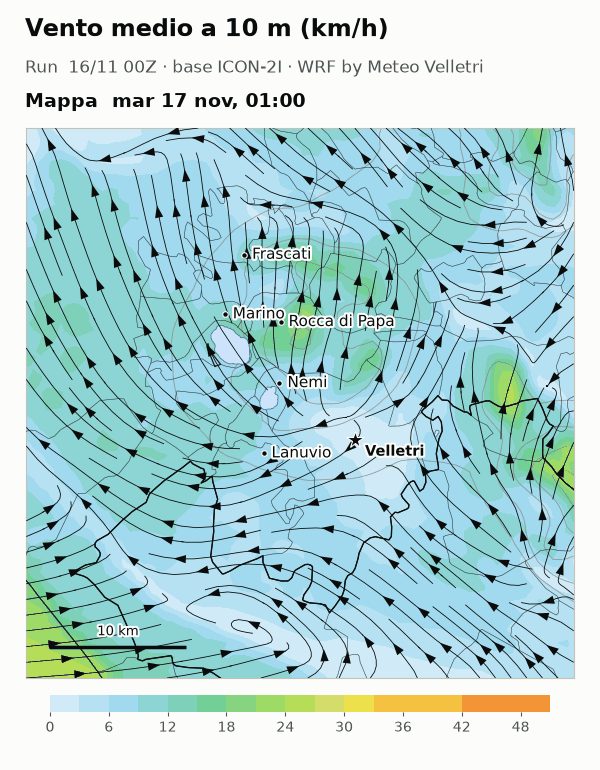 Vento medio a 10 m (km/h)
Run  16/11 00Z · base ICON-2I · WRF by Meteo Velletri
Mappa  mar 17 nov, 01:00
Frascati
Marino
Rocca di Papa
Nemi
Lanuvio
Velletri
10 km
0 6 12 18 24 30 36 42 48